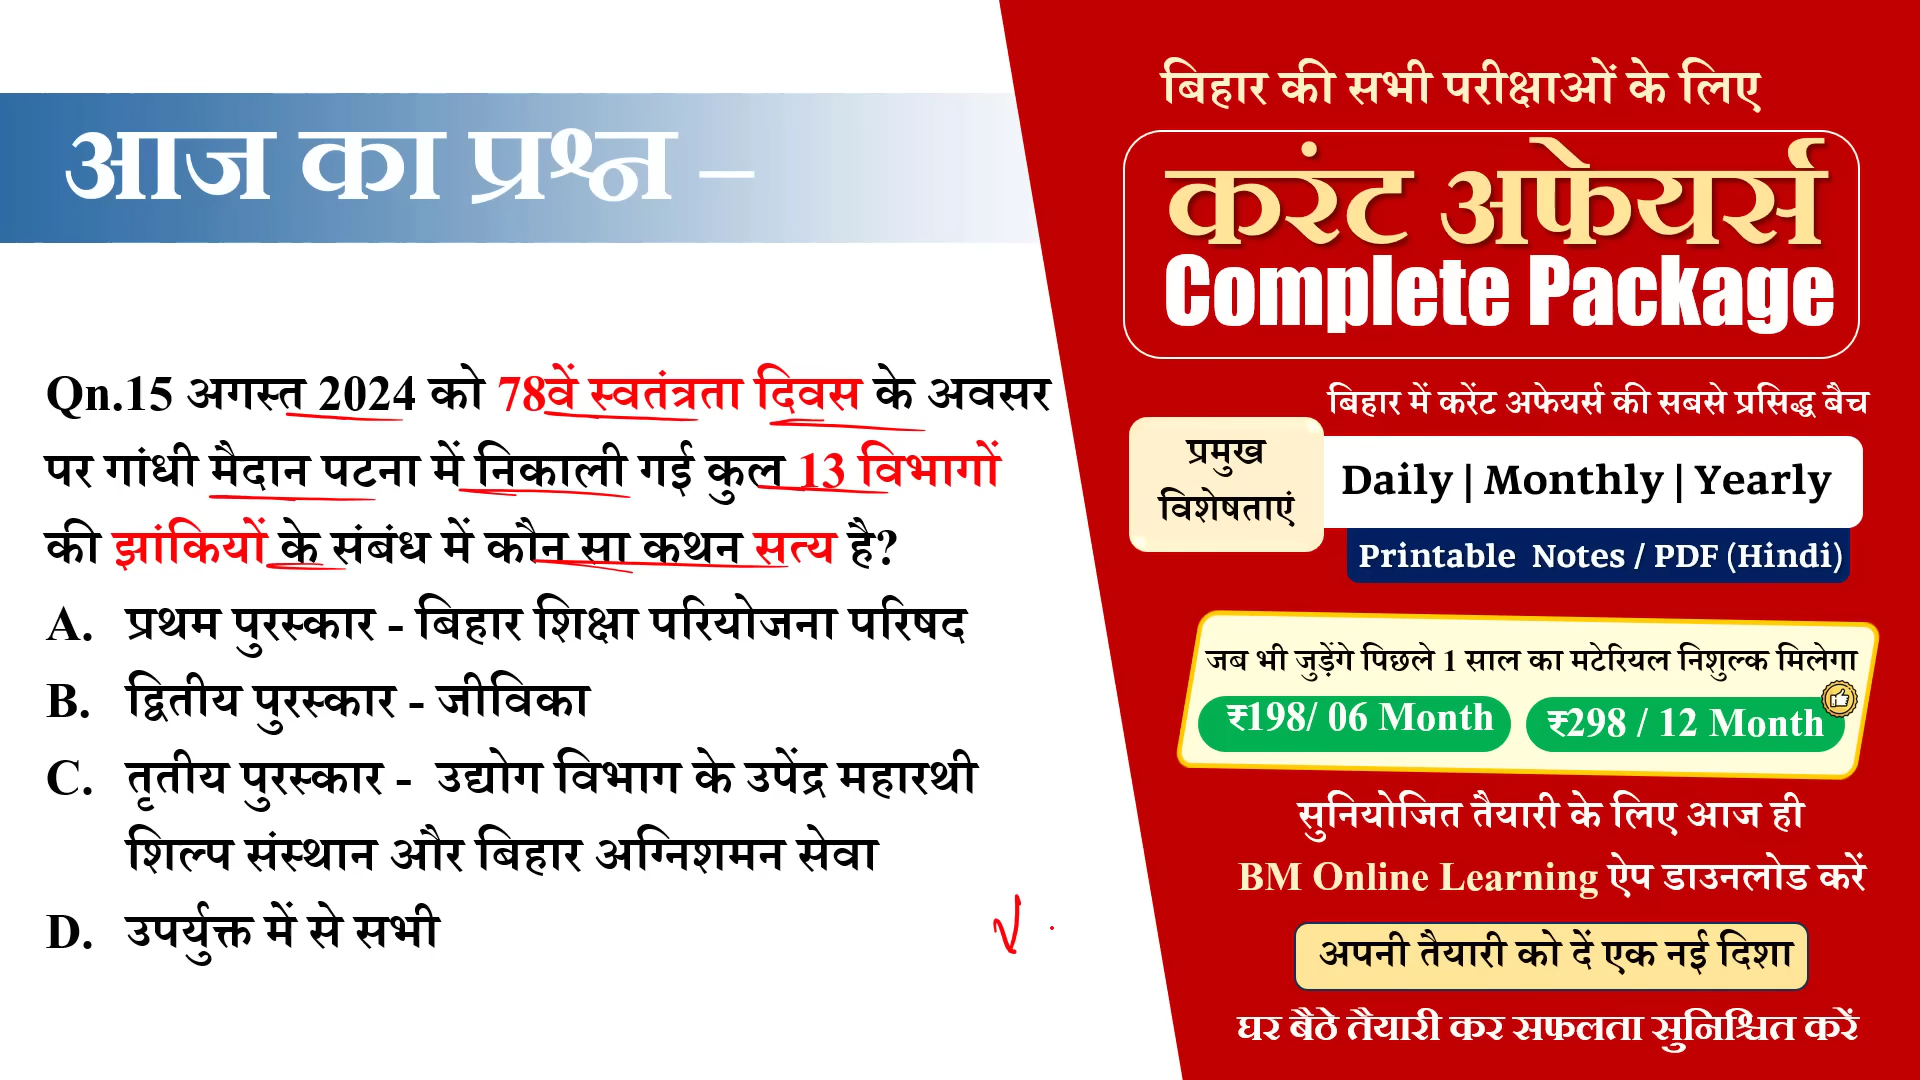 आज का प्रश्न –
Qn.15 अगस्त 2024 को 78वें स्वतंत्रता दिवस के अवसर
पर गांधी मैदान पटना में निकाली गई कुल 13 विभागों
की झांकियों के संबंध में कौन सा कथन सत्य है?
A. प्रथम पुरस्कार - बिहार शिक्षा परियोजना परिषद
B. द्वितीय पुरस्कार - जीविका
C. तृतीय पुरस्कार - उद्योग विभाग के उपेंद्र महारथी
शिल्प संस्थान और बिहार अग्निशमन सेवा
D. उपर्युक्त में से सभी
बिहार की सभी परीक्षाओं के लिए
करंट अफेयर्स
Complete Package
बिहार में करेंट अफेयर्स की सबसे प्रसिद्ध बैच
प्रमुख
विशेषताएं
Daily | Monthly | Yearly
Printable Notes / PDF (Hindi)
जब भी जुड़ेंगे पिछले 1 साल का मटेरियल निशुल्क मिलेगा
₹198/ 06 Month
₹298 / 12 Month
सुनियोजित तैयारी के लिए आज ही
BM Online Learning ऐप डाउनलोड करें
अपनी तैयारी को दें एक नई दिशा
घर बैठे तैयारी कर सफलता सुनिश्चित करें